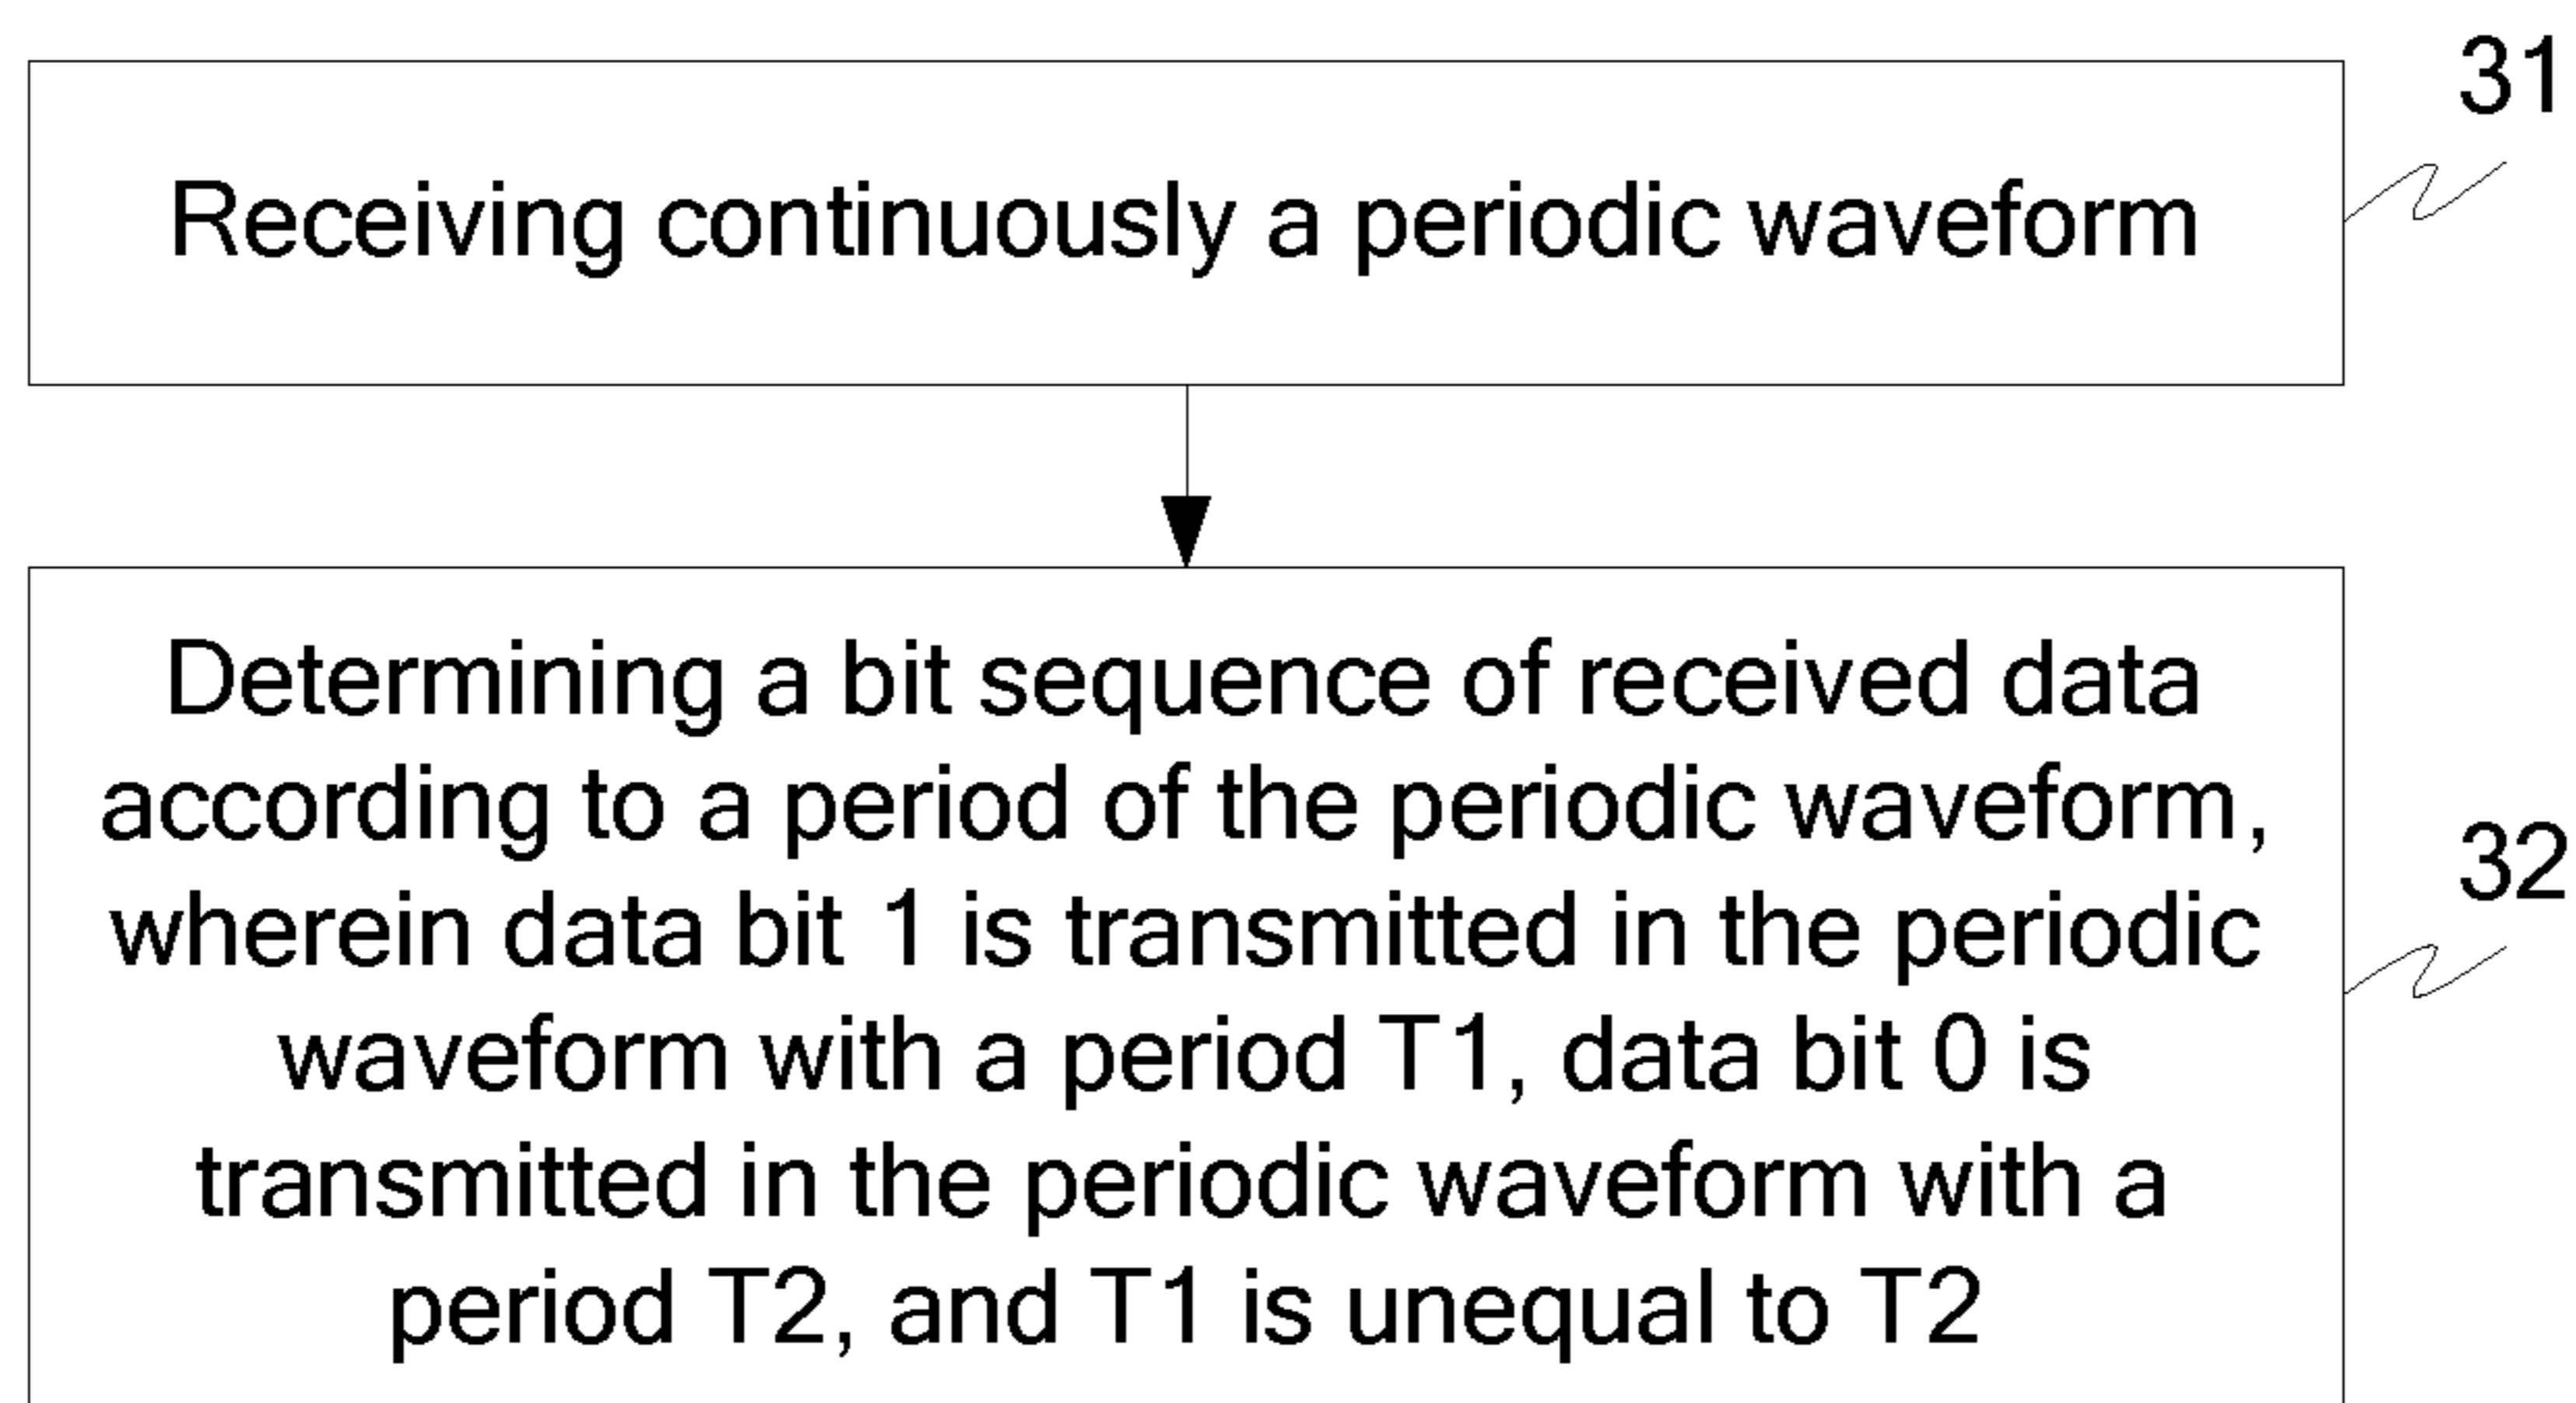 31
Receiving continuously a periodic waveform
Determining a bit sequence of received data
according to a period of the periodic waveform,
wherein data bit 1 is transmitted in the periodic
waveform with a period T1, data bit 0 is
transmitted in the periodic waveform with a
period T2, and T1 is unequal to T2
32